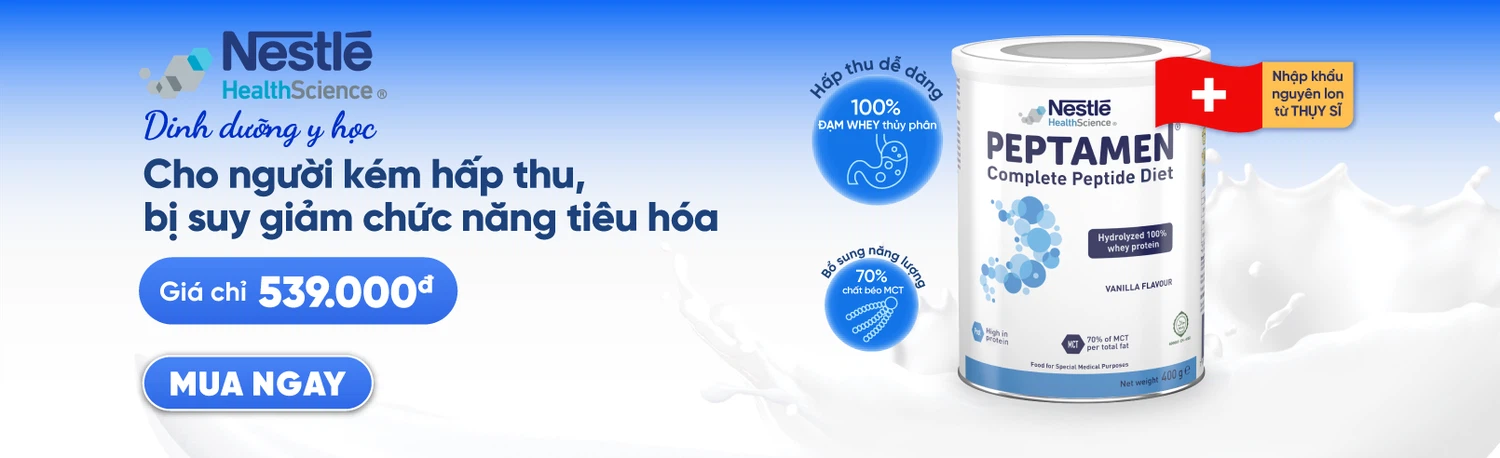 Nestlé
HealthScience ®
Dinh dưỡng y học
Cho người kém hấp thu,
bị suy giảm chức năng tiêu hóa
Giá chỉ 539.000đ
MUA NGAY
Hấp thu dễ dàng
100%
ĐẠM WHEY thủy phân
Bổ sung năng lượng
70%
chất béo MCT
Nestlé
HealthScience ®
PEPTAMEN®
Complete Peptide Diet
Hydrolyzed 100%
whey protein
VANILLA FLAVOUR
High in
protein
MCT
70% of MCT
per total fat
Food for Special Medical Purposes
Net weight 400 g e
Nhập khẩu
nguyên lon
từ THỤY SĨ